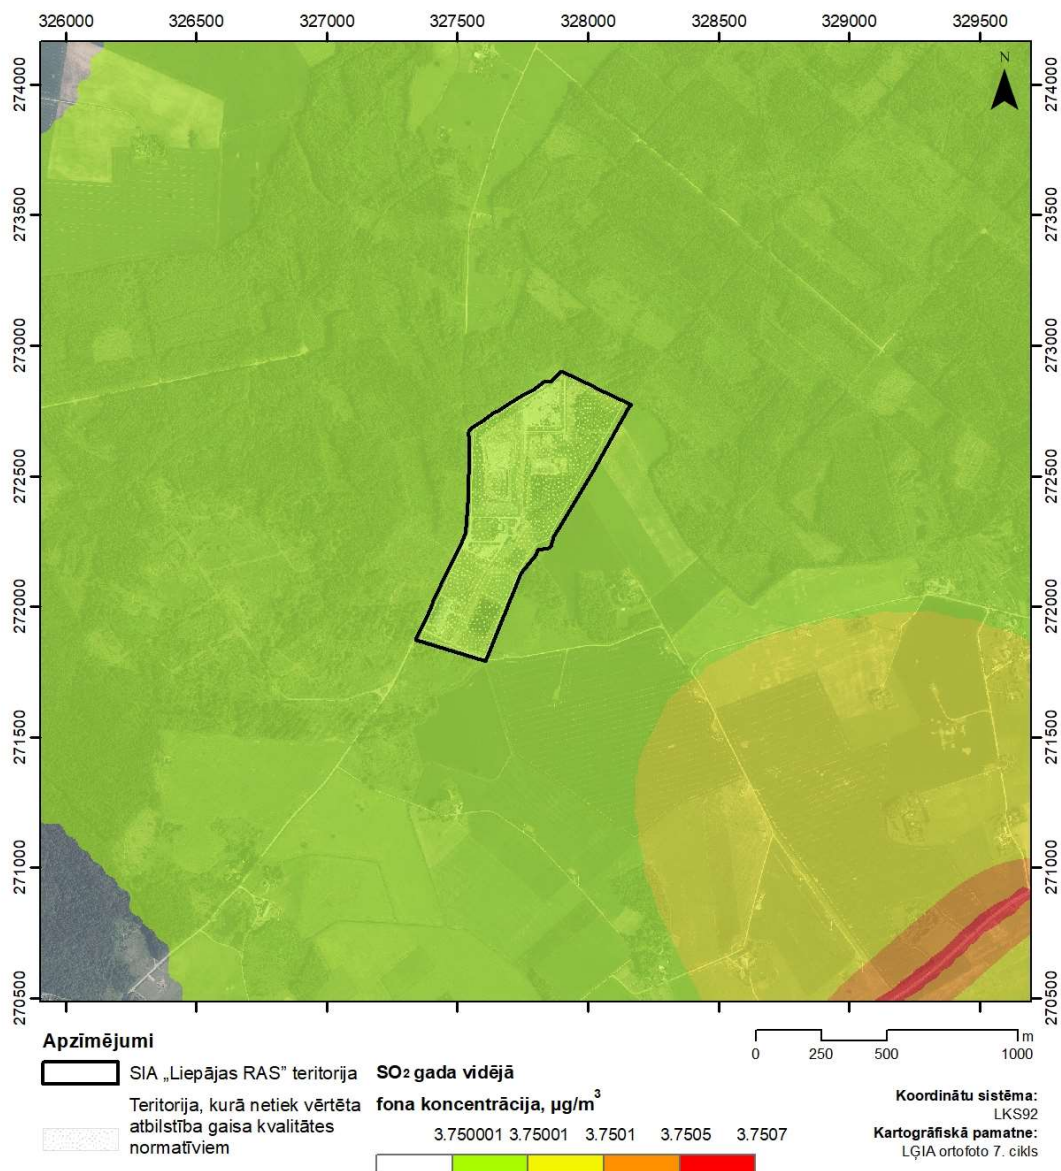 326000 326500 327000 327500 328000 328500 329000 329500
274000
273500
273000
272500
272000
271500
271000
270500
N
274000
273500
273000
272500
272000
271500
271000
270500
Apzīmējumi
SIA „Liepājas RAS” teritorija
Teritorija, kurā netiek vērtēta
atbilstība gaisa kvalitātes
normatīviem
SO₂ gada vidējā
fona koncentrācija, µg/m³
3.750001 3.75001 3.7501 3.7505 3.7507
m
0 250 500 1000
Koordinātu sistēma:
LKS92
Kartogrāfiskā pamatne:
LĢIA ortofoto 7. cikls